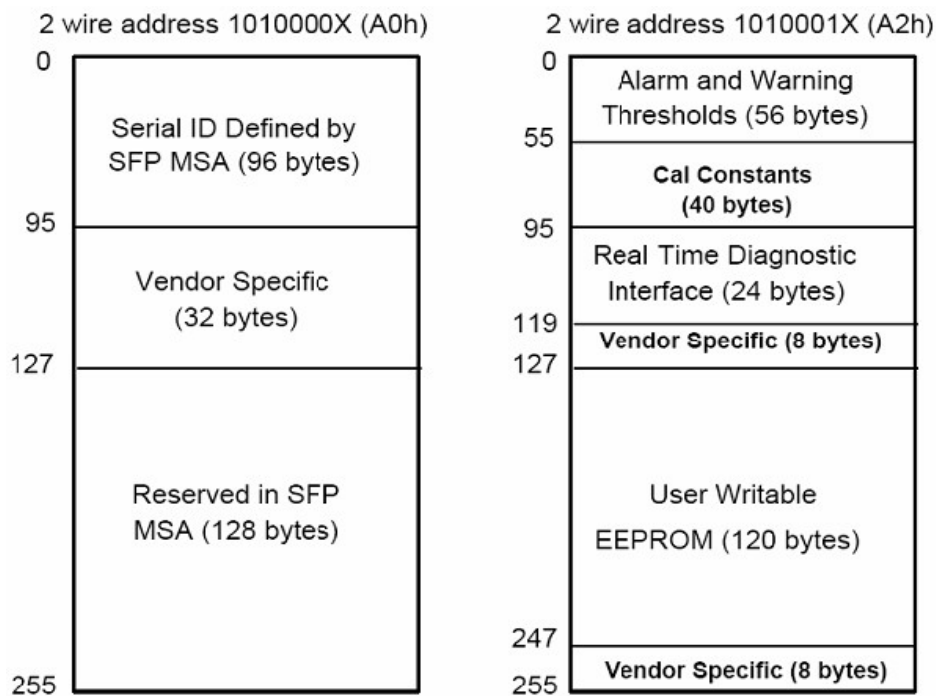 2 wire address 1010000X (A0h)
0
Serial ID Defined by
SFP MSA (96 bytes)
95
Vendor Specific
(32 bytes)
127
Reserved in SFP
MSA (128 bytes)
255
2 wire address 1010001X (A2h)
0
Alarm and Warning
Thresholds (56 bytes)
55
Cal Constants
(40 bytes)
95
Real Time Diagnostic
Interface (24 bytes)
119
Vendor Specific (8 bytes)
127
User Writable
EEPROM (120 bytes)
247
Vendor Specific (8 bytes)
255